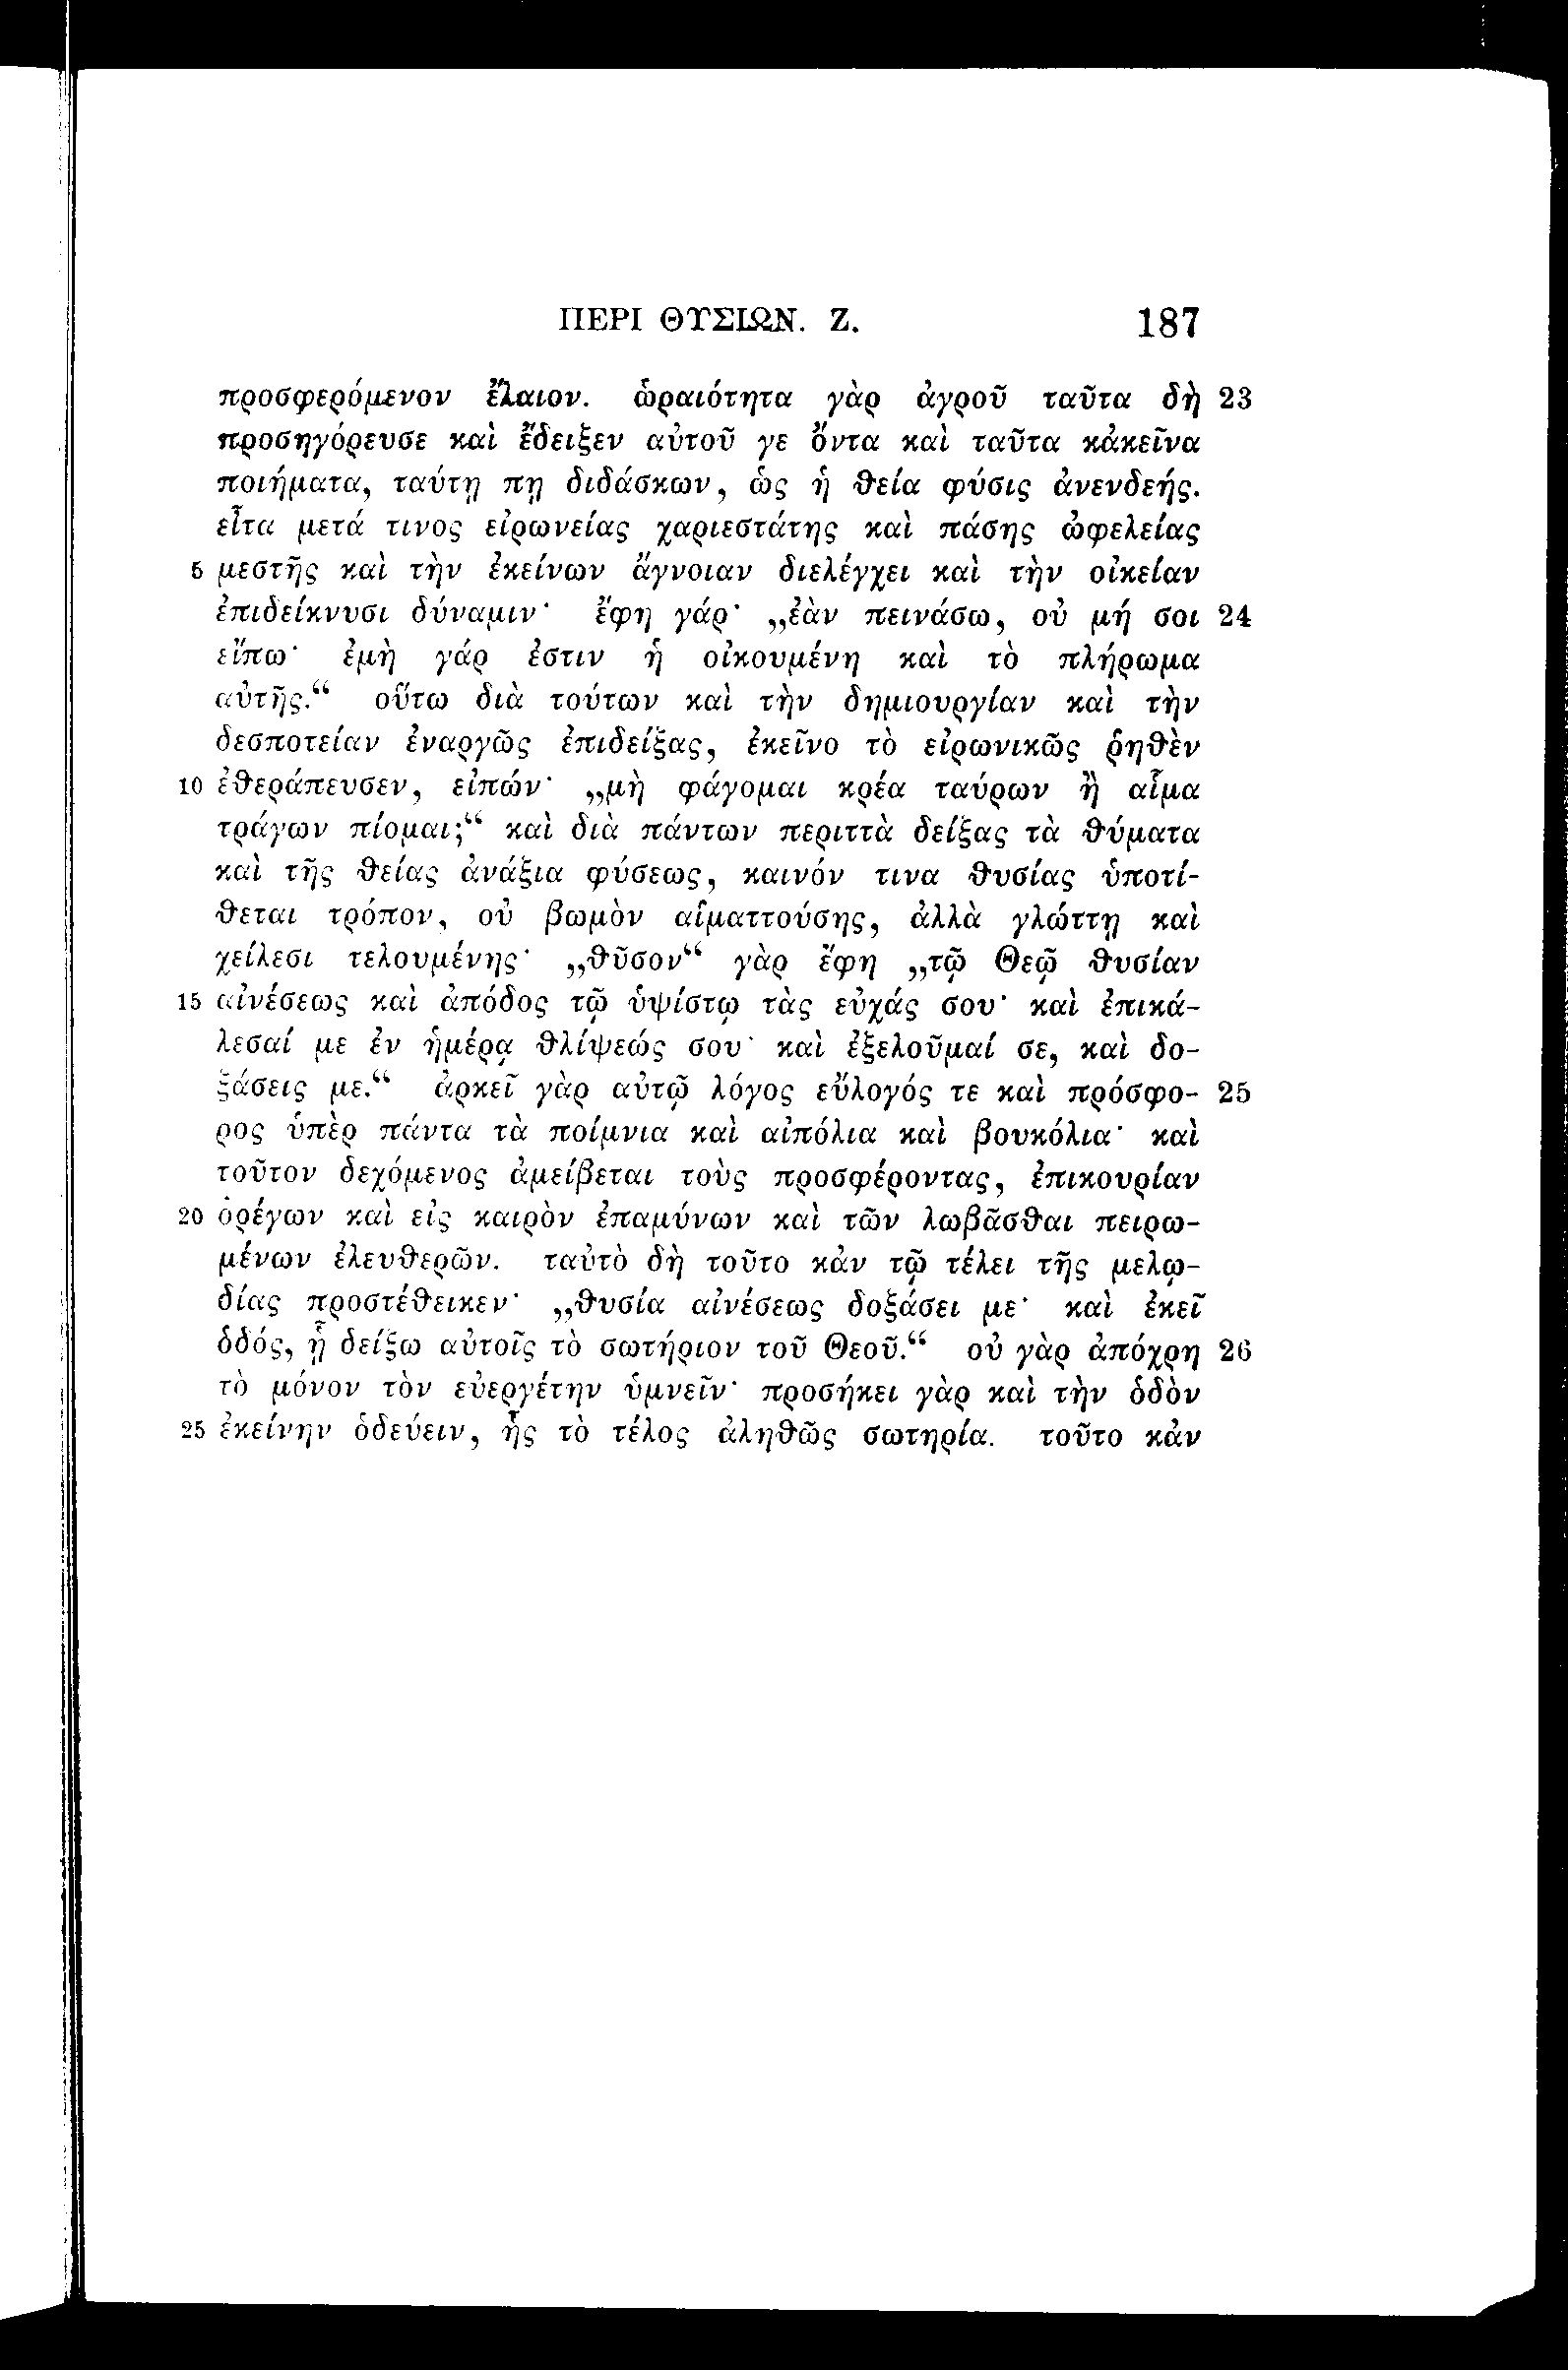 ΠΕΡΙ ΘΥΣΙΩΝ. Ζ. 187
προσφερόμενον ἔλαιον. ὡραιότητα γὰρ ἀγροῦ ταῦτα δὴ 23
προσηγόρευσε καὶ ἔδειξεν αὐτοῦ γε ὄντα καὶ ταῦτα κἀκεῖνα
ποιήματα, ταύτῃ πῃ διδάσκων, ὡς ἡ θεία φύσις ἀνενδεής.
εἶτα μετά τινος εἰρωνείας χαριεστάτης καὶ πάσης ὠφελείας
5 μεστῆς καὶ τὴν ἐκείνων ἄγνοιαν διελέγχει καὶ τὴν οἰκείαν
ἐπιδείκνυσι δύναμιν· ἔφη γάρ· „ἐὰν πεινάσω, οὐ μή σοι 24
εἴπω· ἐμὴ γάρ ἐστιν ἡ οἰκουμένη καὶ τὸ πλήρωμα
αὐτῆς.“ οὕτω διὰ τούτων καὶ τὴν δημιουργίαν καὶ τὴν
δεσποτείαν ἐναργῶς ἐπιδείξας, ἐκεῖνο τὸ εἰρωνικῶς ῥηθὲν
10 ἐθεράπευσεν, εἰπών· „μὴ φάγομαι κρέα ταύρων ἢ αἷμα
τράγων πίομαι;“ καὶ διὰ πάντων περιττὰ δείξας τὰ θύματα
καὶ τῆς θείας ἀνάξια φύσεως, καινόν τινα θυσίας ὑποτί-
θεται τρόπον, οὐ βωμὸν αἱματτούσης, ἀλλὰ γλώττῃ καὶ
χείλεσι τελουμένης· „θῦσον“ γὰρ ἔφη „τῷ Θεῷ θυσίαν
15 αἰνέσεως καὶ ἀπόδος τῷ ὑψίστῳ τὰς εὐχάς σου· καὶ ἐπικά-
λεσαί με ἐν ἡμέρᾳ θλίψεώς σου· καὶ ἐξελοῦμαί σε, καὶ δο-
ξάσεις με.“ ἀρκεῖ γὰρ αὐτῷ λόγος εὔλογός τε καὶ πρόσφο- 25
ρος ὑπὲρ πάντα τὰ ποίμνια καὶ αἰπόλια καὶ βουκόλια· καὶ
τοῦτον δεχόμενος ἀμείβεται τοὺς προσφέροντας, ἐπικουρίαν
20 ὀρέγων καὶ εἰς καιρὸν ἐπαμύνων καὶ τῶν λωβᾶσθαι πειρω-
μένων ἐλευθερῶν. ταὐτὸ δὴ τοῦτο κἀν τῷ τέλει τῆς μελῳ-
δίας προστέθεικεν· „θυσία αἰνέσεως δοξάσει με· καὶ ἐκεῖ
ὁδός, ᾗ δείξω αὐτοῖς τὸ σωτήριον τοῦ Θεοῦ.“ οὐ γὰρ ἀπόχρη 26
τὸ μόνον τὸν εὐεργέτην ὑμνεῖν· προσήκει γὰρ καὶ τὴν ὁδὸν
25 ἐκείνην ὁδεύειν, ἧς τὸ τέλος ἀληθῶς σωτηρία. τοῦτο κἀν